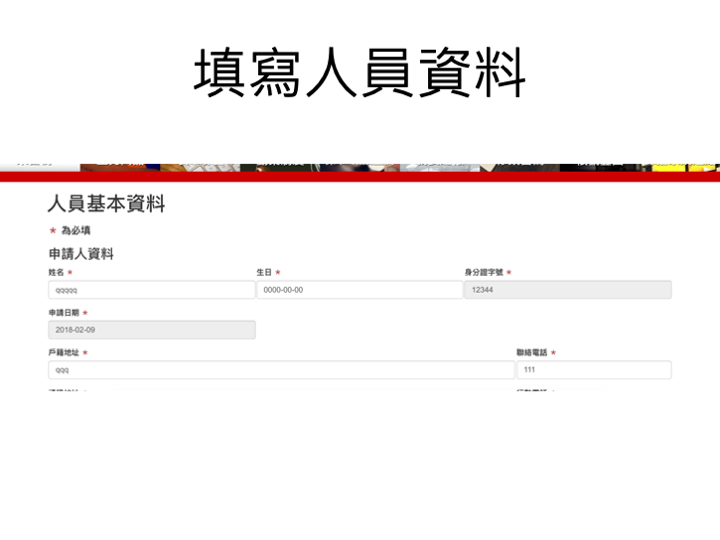 填寫人員資料
人員基本資料
* 為必填
申請人資料
姓名 * 生日 * 身分證字號 *
qqqqq 0000-00-00 12344
申請日期 *
2018-02-09
戶籍地址 * 聯絡電話 *
qqq 111